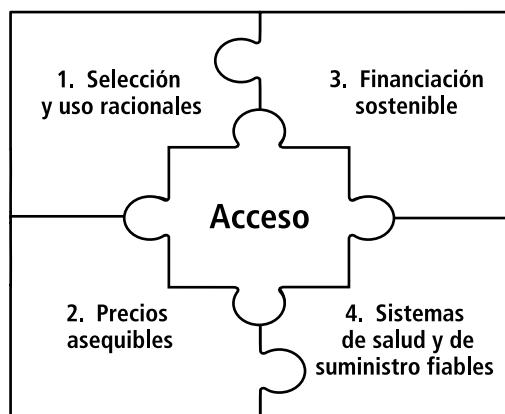 1. Selección
y uso racionales
3. Financiación
sostenible
Acceso
2. Precios
asequibles
4. Sistemas
de salud y de
suministro fiables